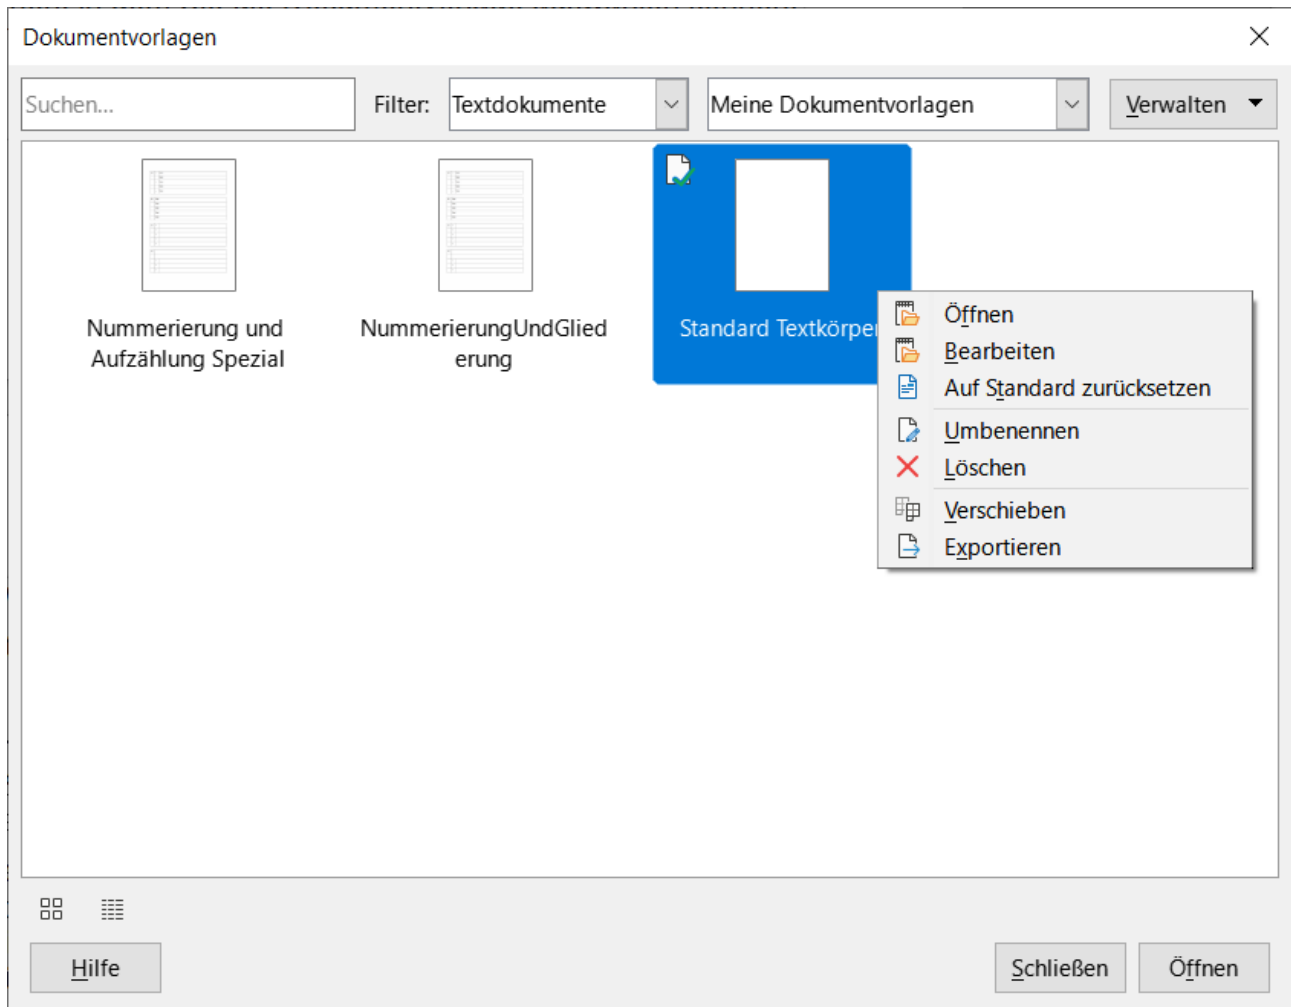 Dokumentvorlagen
Suchen...
Filter:
Textdokumente
Meine Dokumentvorlagen
Verwalten
Nummerierung und
Aufzählung Spezial
NummerierungUndGlied
erung
Standard Textkörper
Öffnen
Bearbeiten
Auf Standard zurücksetzen
Umbenennen
Löschen
Verschieben
Exportieren
Hilfe
Schließen
Öffnen